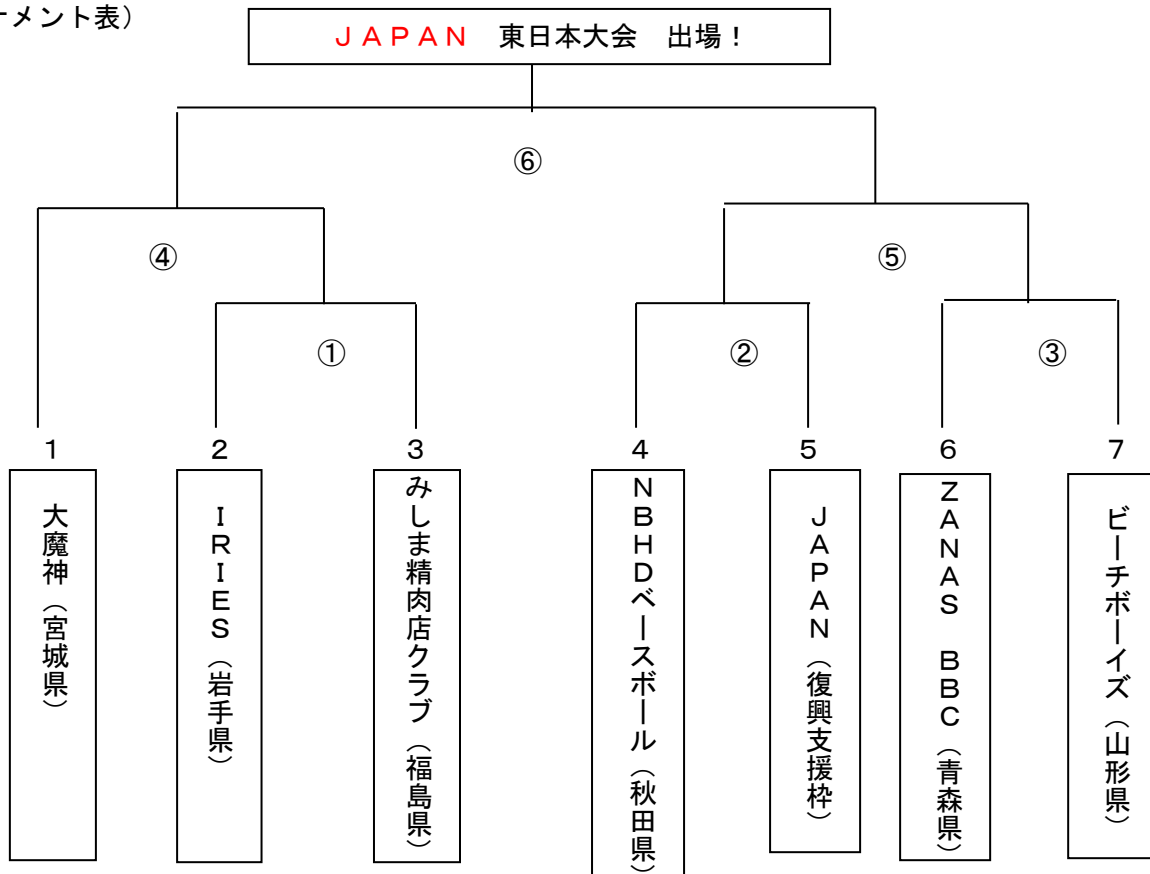 ナメント表）
ＪＡＰＡＮ　東日本大会　出場！
⑥
④
⑤
①
②
③
１
２
３
４
５
６
７
大魔神（宮城県）
ＩＲＩＥＳ（岩手県）
みしま精肉店クラブ（福島県）
ＮＢＨＤベースボール（秋田県）
ＪＡＰＡＮ（復興支援枠）
ＺＡＮＡＳ　ＢＢＣ（青森県）
ビーチボーイズ（山形県）